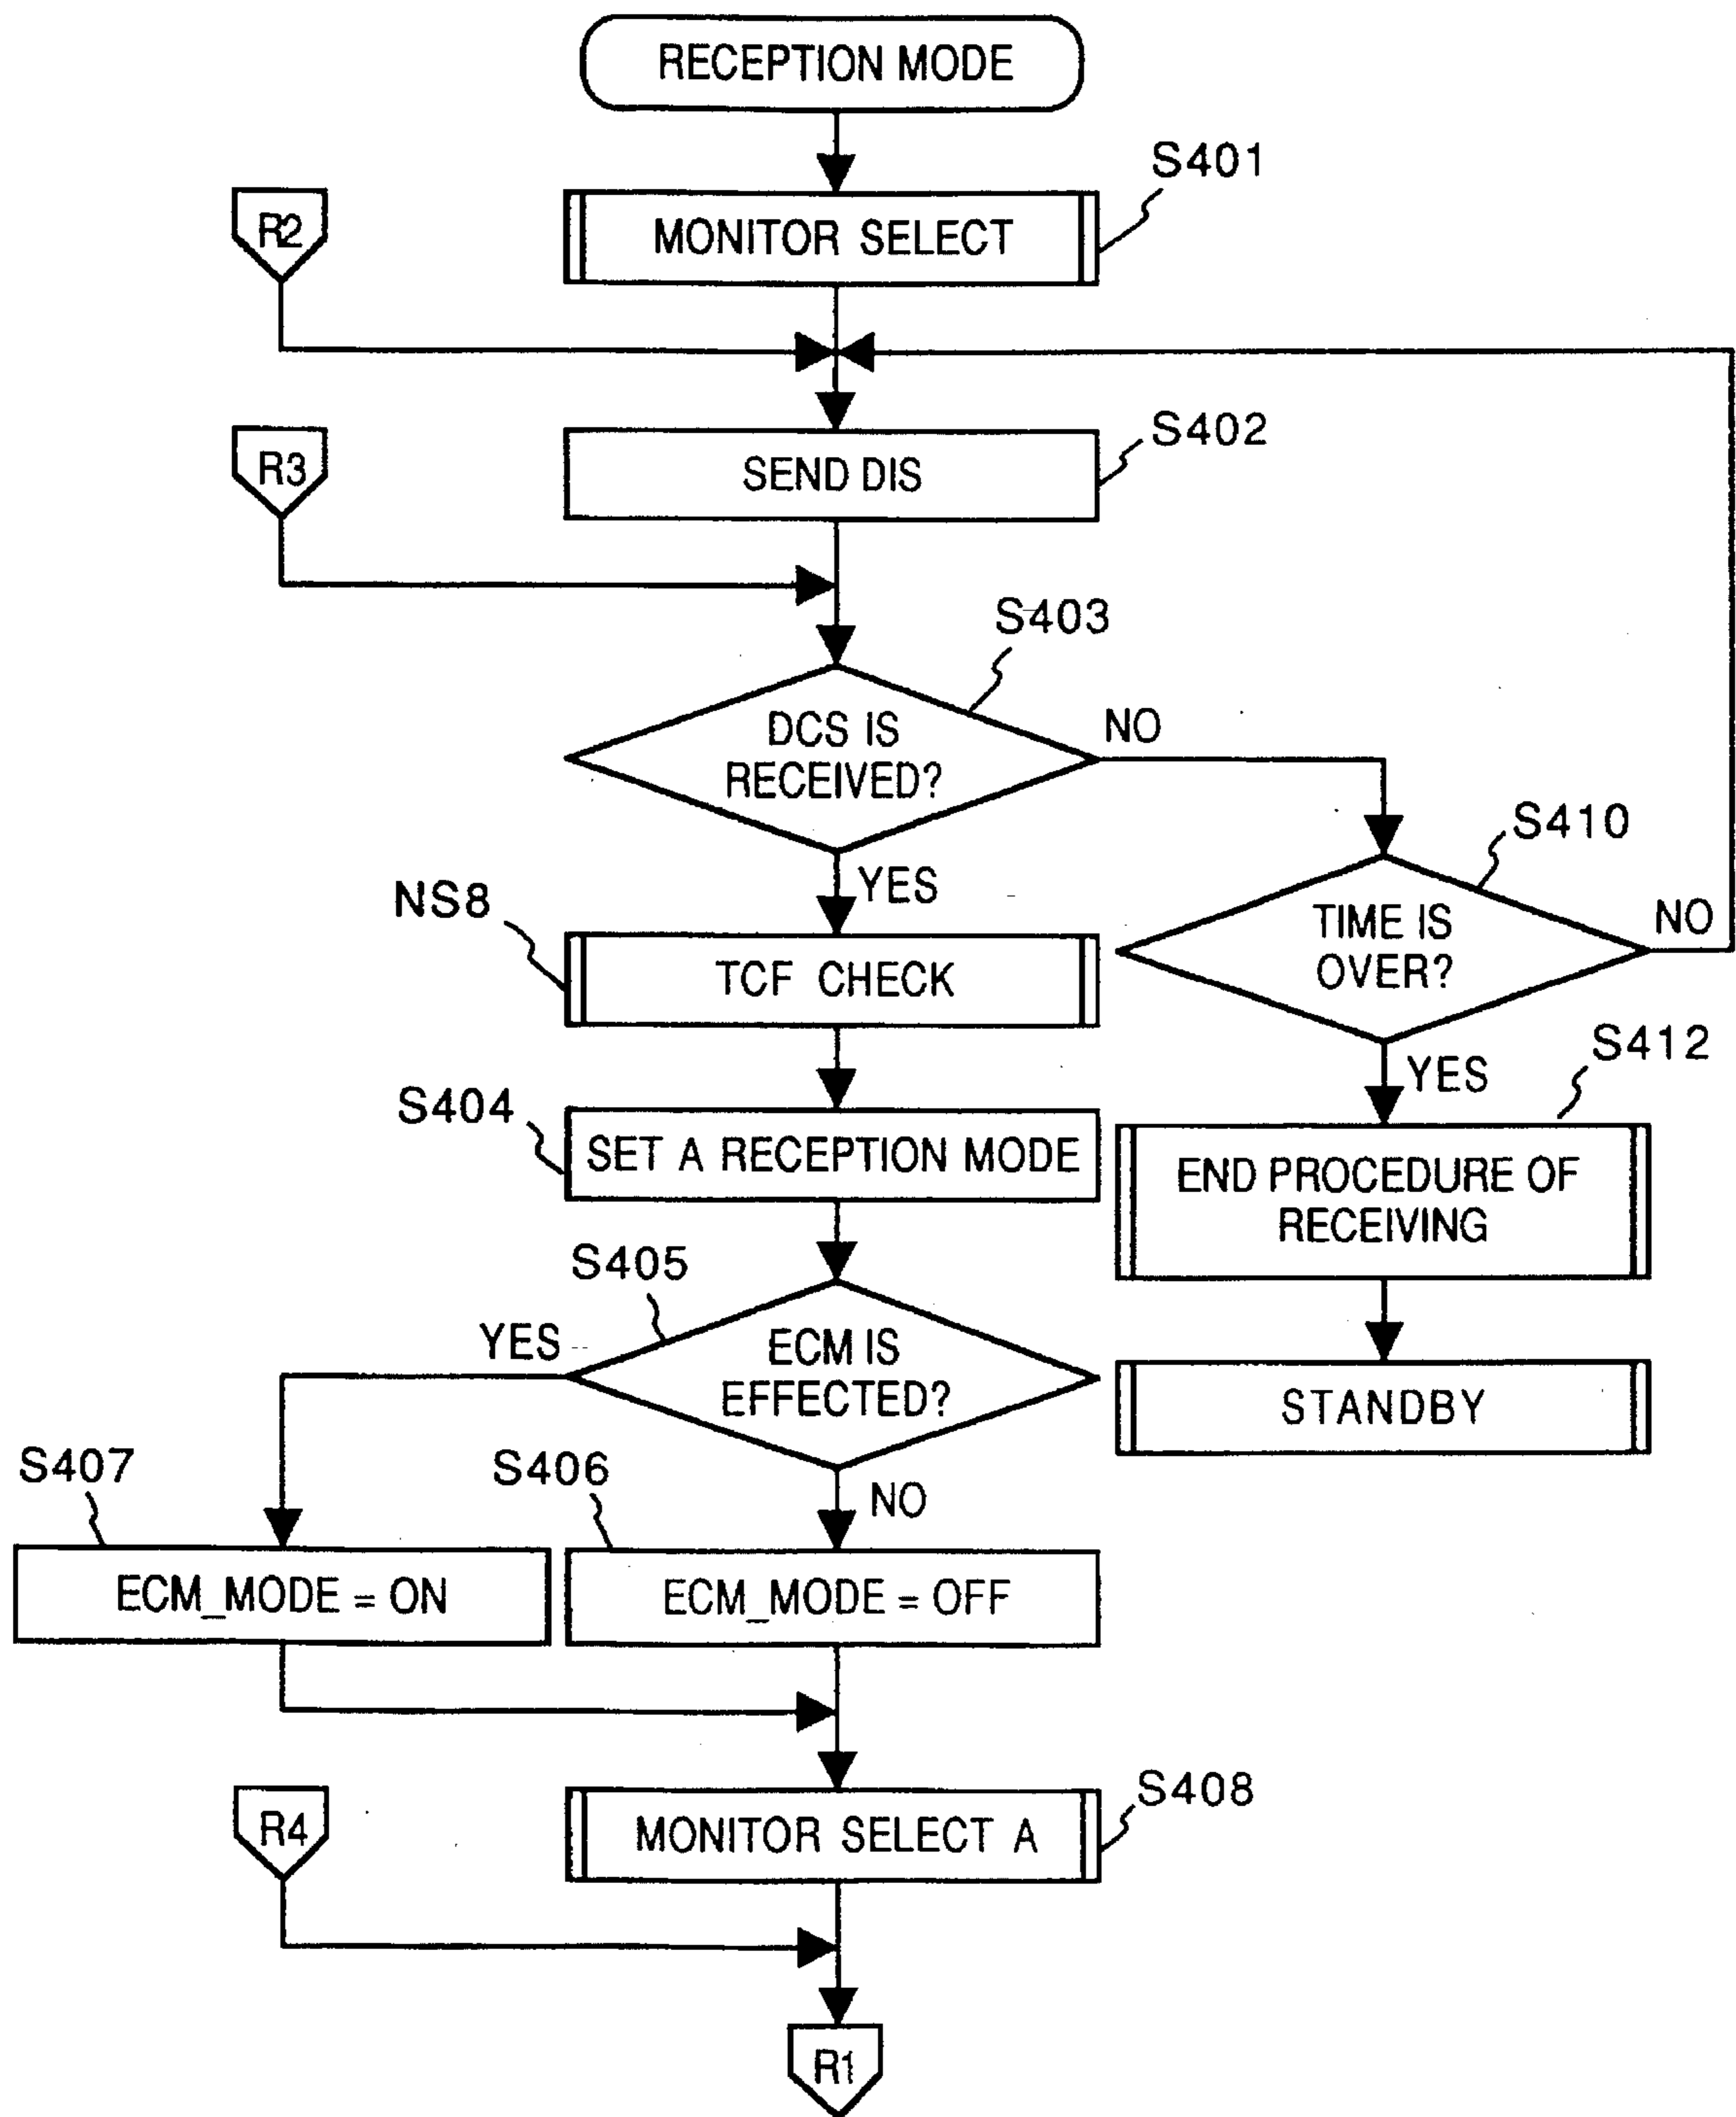 RECEPTION MODE
S401
MONITOR SELECT
R2
S402
SEND DIS
R3
S403
DCS IS
RECEIVED?
NO
YES
S410
TIME IS
OVER?
NO
YES
NS8
TCF CHECK
S404
SET A RECEPTION MODE
S412
END PROCEDURE OF
RECEIVING
STANDBY
S405
ECM IS
EFFECTED?
YES
NO
S407
ECM_MODE = ON
S406
ECM_MODE = OFF
S408
MONITOR SELECT A
R4
R1